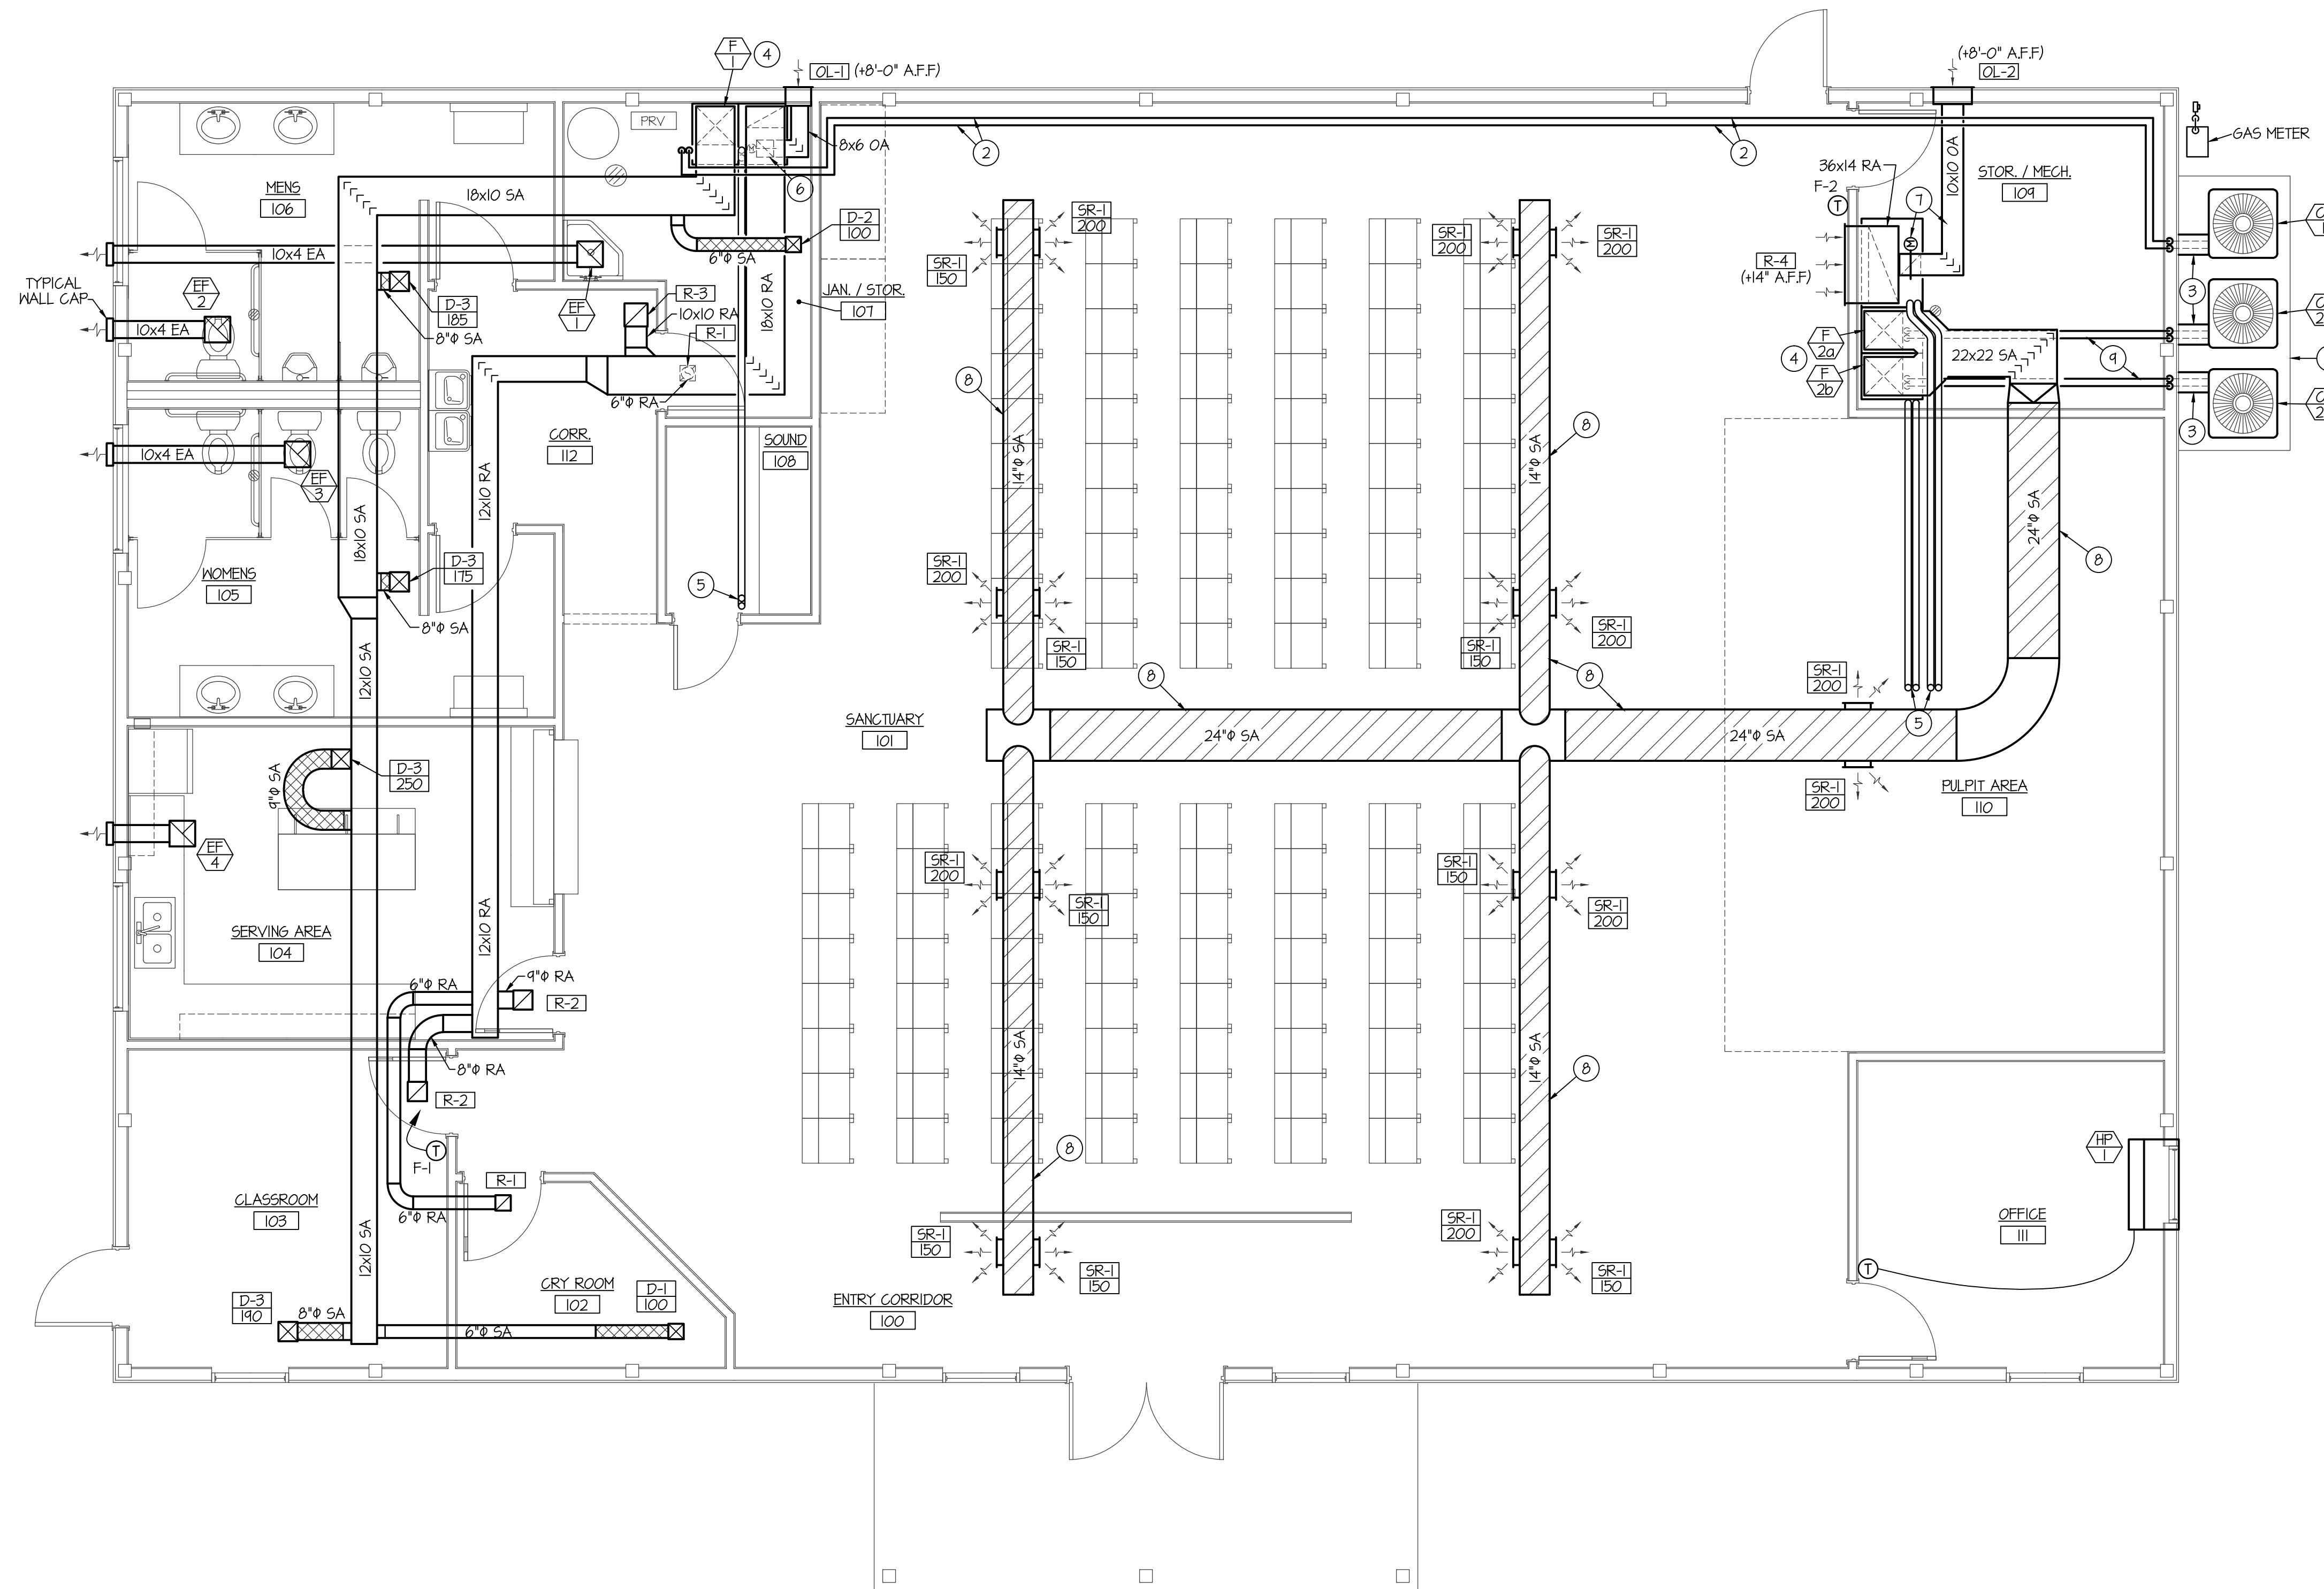 F
1
4
OL-1 (+8'-0" A.F.F)
(+8'-0" A.F.F)
OL-2
PRV
GAS METER
8x6 OA
2
2
36x14 RA
10x10 OA
STOR. / MECH.
109
MENS
106
18x10 SA
6
F-2
T
7
M
D-2
100
SR-1
200
SR-1
200
SR-1
200
10x4 EA
6"Φ SA
SR-1
150
R-4
(+14" A.F.F)
TYPICAL
WALL CAP
EF
2
D-3
185
EF
1
R-3
10x10 RA
R-1
18x10 RA
JAN. / STOR.
107
3
10x4 EA
8"Φ SA
4
F
2a
F
2b
22x22 SA
9
8
6"Φ RA
3
CORR.
112
SOUND
108
8
10x4 EA
EF
3
12x10 RA
14"Φ SA
14"Φ SA
18x10 SA
24"Φ SA
8
WOMENS
105
D-3
175
8"Φ SA
5
SR-1
200
SR-1
150
SR-1
150
SR-1
200
12x10 SA
8
8
SR-1
200
5
SANCTUARY
101
24"Φ SA
24"Φ SA
9"Φ SA
D-3
250
SR-1
200
PULPIT AREA
110
EF
4
SR-1
200
SR-1
150
SR-1
150
SR-1
200
SERVING AREA
104
12x10 RA
6"Φ RA
9"Φ RA
R-2
8"Φ RA
R-2
14"Φ SA
14"Φ SA
8
T
F-1
8
HP
1
R-1
CLASSROOM
103
6"Φ RA
12x10 SA
OFFICE
111
SR-1
150
SR-1
200
T
CRY ROOM
102
D-1
100
SR-1
150
SR-1
150
D-3
190
8"Φ SA
6"Φ SA
ENTRY CORRIDOR
100